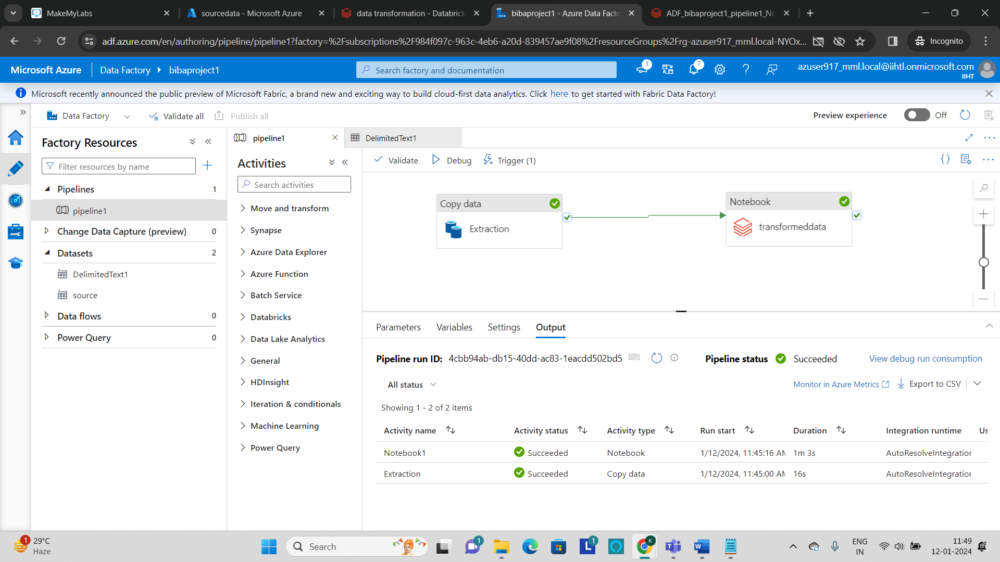 MakeMyLabs
sourcedata - Microsoft Azure
data transformation - Databrick
bibaproject1 - Azure Data Facto
ADF_bibaproject1_pipeline1_No
adf.azure.com/en/authoring/pipeline/pipeline1?factory=%2Fsubscriptions%2F984f097c-963c-4eb6-a20d-839457ae9f08%2FresourceGroups%2Frg-azuser917_mml.local-NYOx...
Incognito
Microsoft Azure
Data Factory
bibaproject1
Search factory and documentation
1
7
azuser917_mml.local@iihtl.onmicrosoft.com
IIHT
Microsoft recently announced the public preview of Microsoft Fabric, a brand new and exciting way to build cloud-first data analytics. Click here to get started with Fabric Data Factory!
Data Factory
Validate all
Publish all
Preview experience
Off
Factory Resources
Filter resources by name
Pipelines 1
pipeline1
Change Data Capture (preview) 0
Datasets 2
DelimitedText1
source
Data flows 0
Power Query 0
pipeline1
DelimitedText1
Activities
Search activities
Move and transform
Synapse
Azure Data Explorer
Azure Function
Batch Service
Databricks
Data Lake Analytics
General
HDInsight
Iteration & conditionals
Machine Learning
Power Query
Validate
Debug
Trigger (1)
Copy data
Extraction
Notebook
transformeddata
Parameters
Variables
Settings
Output
Pipeline run ID: 4cbb94ab-db15-40dd-ac83-1eacdd502bd5
Pipeline status Succeeded
View debug run consumption
All status
Monitor in Azure Metrics
Export to CSV
Showing 1 - 2 of 2 items
Activity name Activity status Activity type Run start Duration Integration runtime Us
Notebook1 Succeeded Notebook 1/12/2024, 11:45:16 AM 1m 3s AutoResolveIntegration
Extraction Succeeded Copy data 1/12/2024, 11:45:00 AM 16s AutoResolveIntegration
1
29°C
Haze
Search
1
1
K
ENG
IN
11:49
12-01-2024